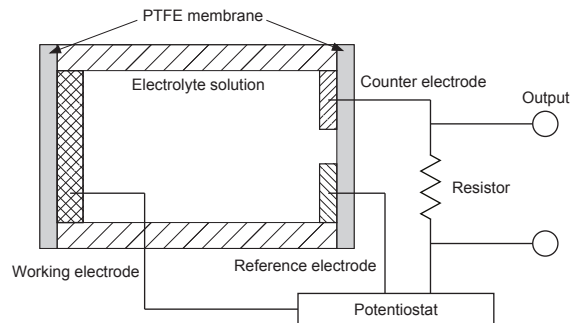 PTFE membrane
Electrolyte solution
Counter electrode
Output
Resistor
Working electrode
Reference electrode
Potentiostat